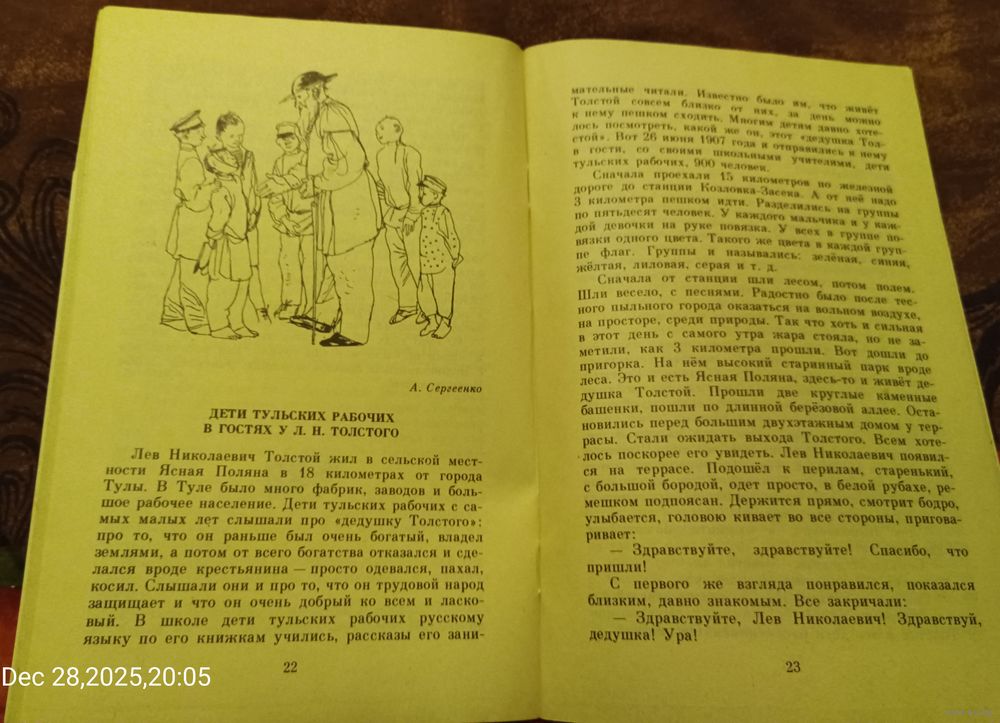 А. Сергеенко
ДЕТИ ТУЛЬСКИХ РАБОЧИХ
В ГОСТЯХ У Л. Н. ТОЛСТОГО
Лев Николаевич Толстой жил в сельской мест-
ности Ясная Поляна в 18 километрах от города
Тулы. В Туле было много фабрик, заводов и боль-
шое рабочее население. Дети тульских рабочих с са-
мых малых лет слышали про «дедушку Толстого»:
про то, что он раньше был очень богатый, владел
землями, а потом от всего богатства отказался и сде-
лался вроде крестьянина — просто одевался, пахал,
косил. Слышали они и про то, что он трудовой народ
защищает и что он очень добрый ко всем и ласко-
вый. В школе дети тульских рабочих русскому
языку по его книжкам учились, рассказы его зани-
22
мательные читали. Известно было им, что живёт
Толстой совсем близко от них, за день можно
к нему пешком сходить. Многим детям давно хоте-
лось посмотреть, какой же он, этот «дедушка Тол-
стой». Вот 26 июня 1907 года и отправились к нему
в гости, со своими школьными учителями, дети
тульских рабочих, 900 человек.
Сначала проехали 15 километров по железной
дороге до станции Козловка-Засека. А от неё надо
3 километра пешком идти. Разделились на группы
по пятьдесят человек. У каждого мальчика и у каж-
дой девочки на руке повязка. У всех в группе по-
вязки одного цвета. Такого же цвета в каждой груп-
пе флаг. Группы и назывались: зелёная, синяя,
жёлтая, лиловая, серая и т. д.
Сначала от станции шли лесом, потом полем.
Шли весело, с песнями. Радостно было после тес-
ного пыльного города оказаться на вольном воздухе,
на просторе, среди природы. Так что хоть и сильная
в этот день с самого утра жара стояла, но не за-
метили, как 3 километра прошли. Вот дошли до
пригорка. На нём высокий старинный парк вроде
леса. Это и есть Ясная Поляна, здесь-то и живёт де-
душка Толстой. Прошли две круглые каменные
башенки, пошли по длинной берёзовой аллее. Оста-
новились перед большим двухэтажным домом у тер-
расы. Стали ожидать выхода Толстого. Всем хоте-
лось поскорее его увидеть. Лев Николаевич появил-
ся на террасе. Подошёл к перилам, старенький,
с большой бородой, одет просто, в белой рубахе, ре-
мешком подпоясан. Держится прямо, смотрит бодро,
улыбается, головою кивает во все стороны, пригова-
ривает:
— Здравствуйте, здравствуйте! Спасибо, что
пришли!
С первого же взгляда понравился, показался
близким, давно знакомым. Все закричали:
— Здравствуйте, Лев Николаевич! Здравствуй,
дедушка! Ура!
23
Dec 28,2025,20:05